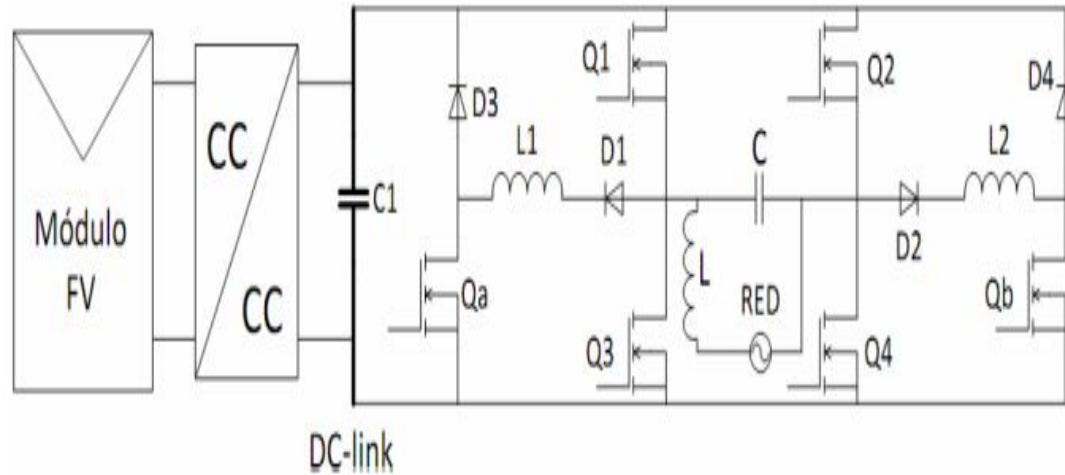 Módulo
FV
CC
CC
C1
DC-link
D3
L1
D1
Qa
Q1
Q3
C
L
RED
Q2
Q4
D2
L2
D4
Qb